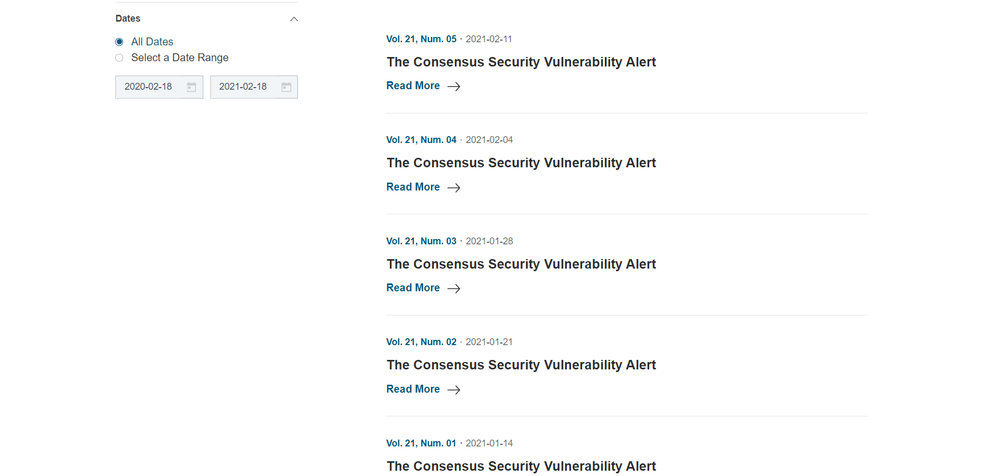 Dates
All Dates
Select a Date Range
2020-02-18 2021-02-18
Vol. 21, Num. 05 · 2021-02-11
The Consensus Security Vulnerability Alert
Read More
Vol. 21, Num. 04 · 2021-02-04
The Consensus Security Vulnerability Alert
Read More
Vol. 21, Num. 03 · 2021-01-28
The Consensus Security Vulnerability Alert
Read More
Vol. 21, Num. 02 · 2021-01-21
The Consensus Security Vulnerability Alert
Read More
Vol. 21, Num. 01 · 2021-01-14
The Consensus Security Vulnerability Alert